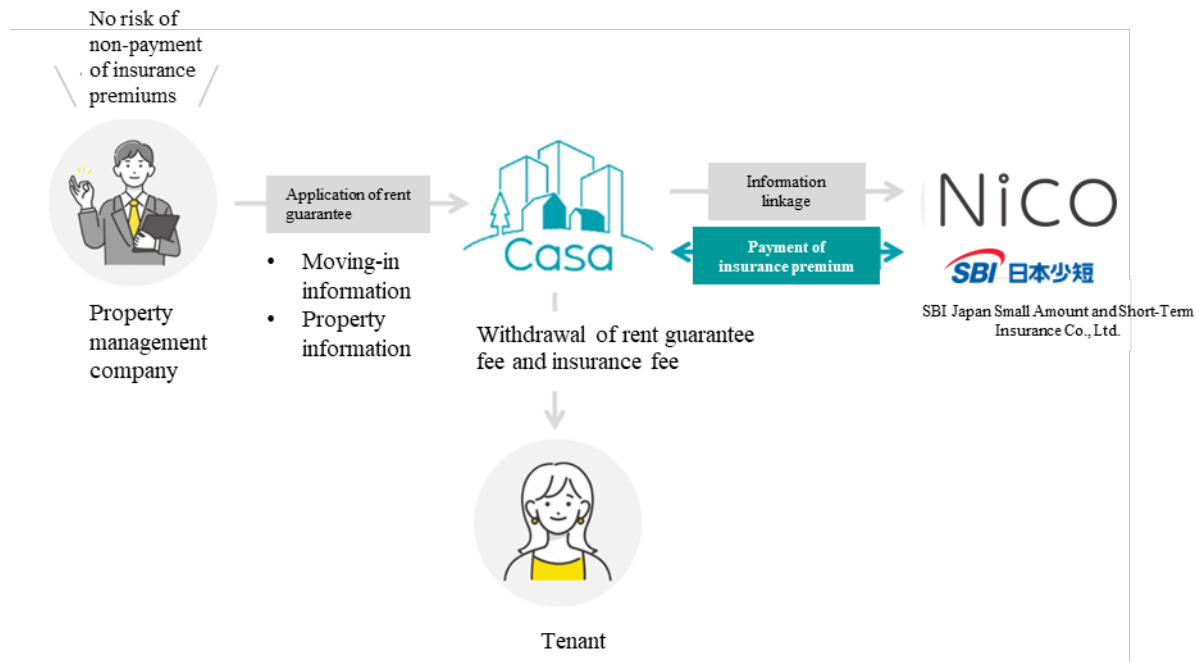 No risk of
non-payment
of insurance
premiums
Property
management
company
Application of rent
guarantee
• Moving-in
information
• Property
information
Casa
Withdrawal of rent guarantee
fee and insurance fee
Tenant
Information
linkage
Payment of
insurance premium
NiCO
SBI 日本少短
SBI Japan Small Amount and Short-Term
Insurance Co., Ltd.